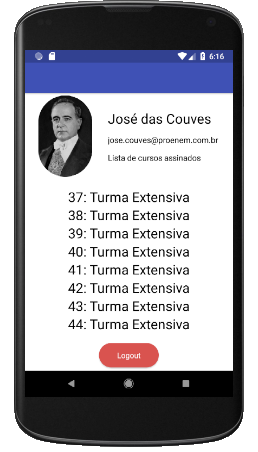 6:16
José das Couves
jose.couves@proenem.com.br
Lista de cursos assinados
37: Turma Extensiva
38: Turma Extensiva
39: Turma Extensiva
40: Turma Extensiva
41: Turma Extensiva
42: Turma Extensiva
43: Turma Extensiva
44: Turma Extensiva
Logout